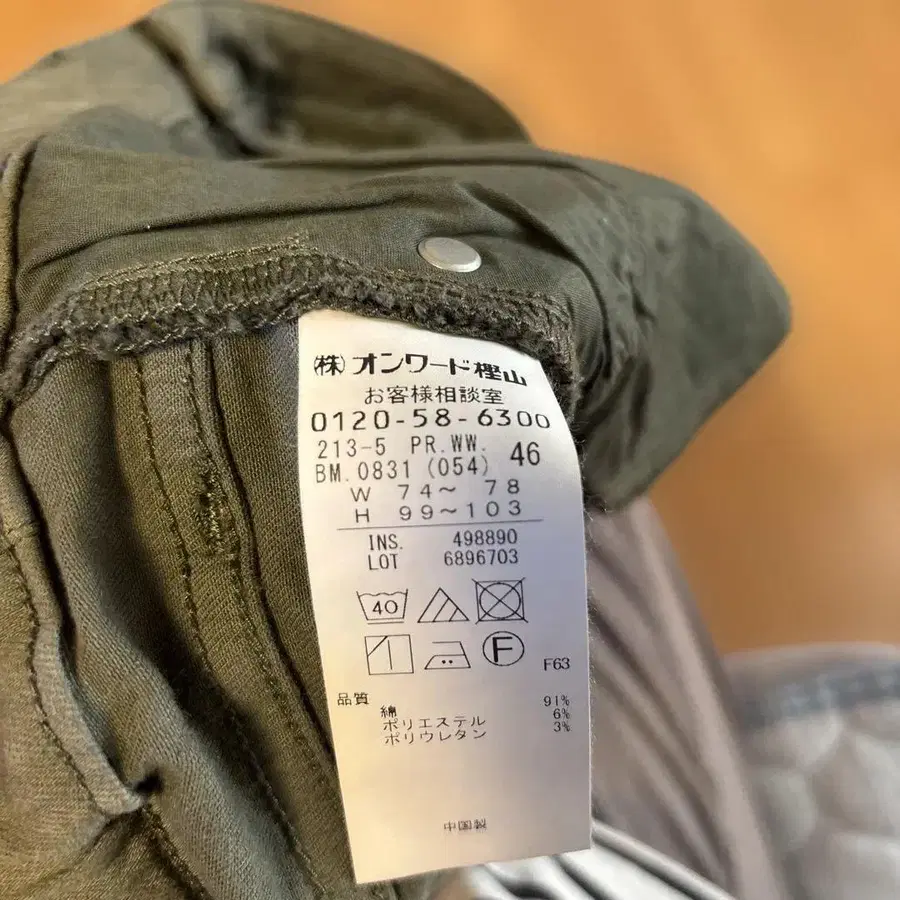 (株)オンワード樫山
お客様相談室
0120-58-6300
213-5 PR.WW. 46
BM.0831 (054)
W 74~ 78
H 99~103
INS. 498890
LOT 6896703
40
F
F63
品質
綿 91%
ポリエステル 6%
ポリウレタン 3%
中国製